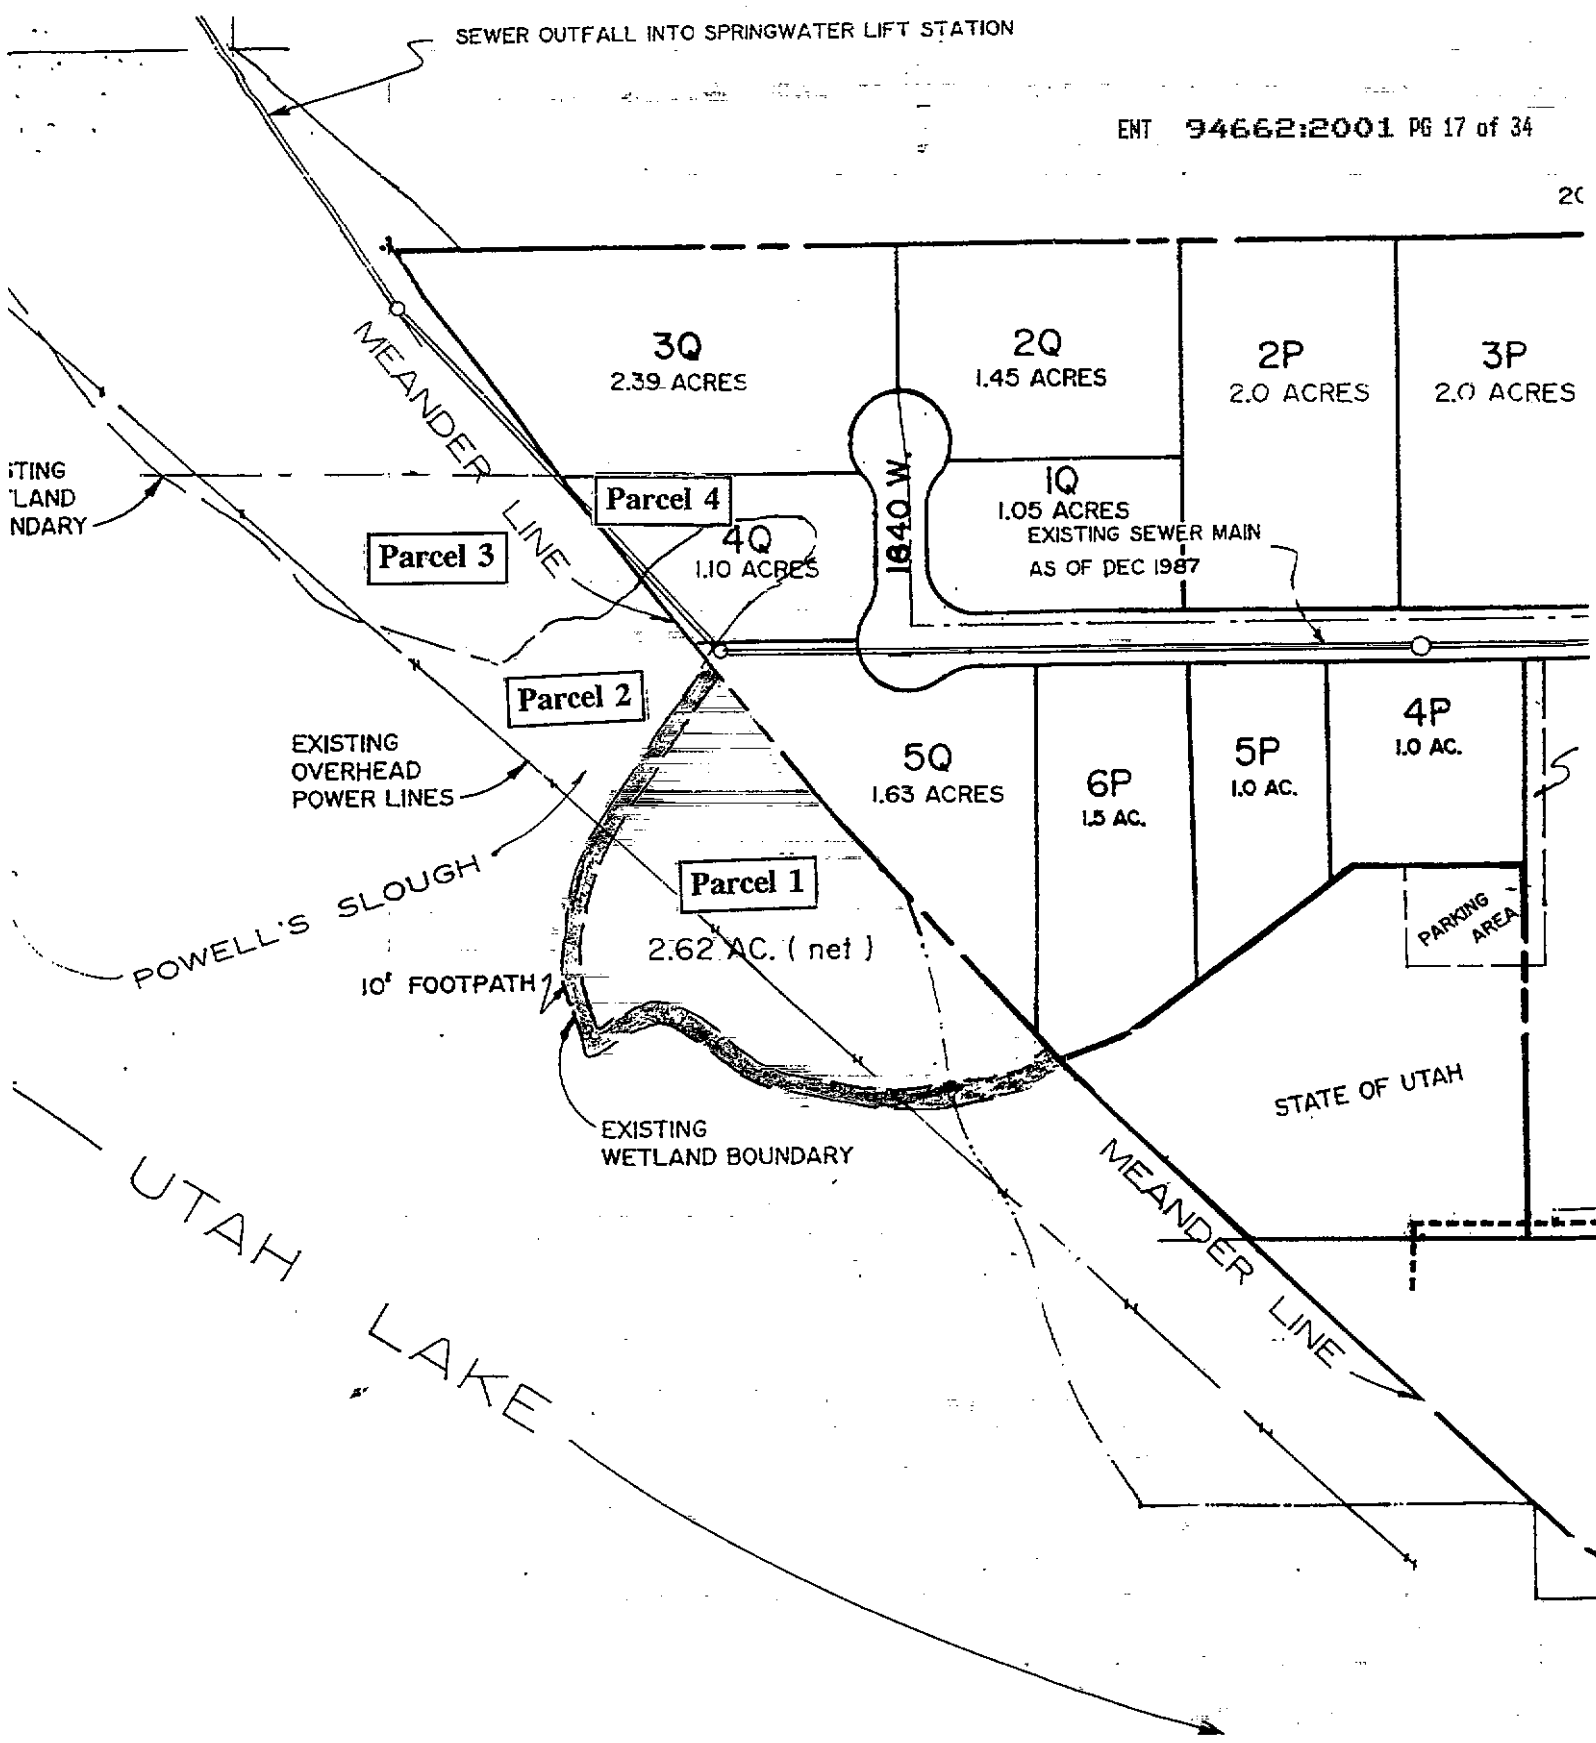 SEWER OUTFALL INTO SPRINGWATER LIFT STATION
ENT 94662:2001 PG 17 of 34
MEANDER LINE
3Q
2.39 ACRES
2Q
1.45 ACRES
2P
2.0 ACRES
3P
2.0 ACRES
1840 W.
1Q
1.05 ACRES
EXISTING SEWER MAIN
AS OF DEC 1987
Parcel 4
4Q
1.10 ACRES
Parcel 3
Parcel 2
EXISTING
OVERHEAD
POWER LINES
POWELL'S SLOUGH
5Q
1.63 ACRES
6P
1.5 AC.
5P
1.0 AC.
4P
1.0 AC.
PARKING
AREA
Parcel 1
2.62 AC. ( net )
10' FOOTPATH
EXISTING
WETLAND BOUNDARY
STATE OF UTAH
MEANDER LINE
UTAH LAKE